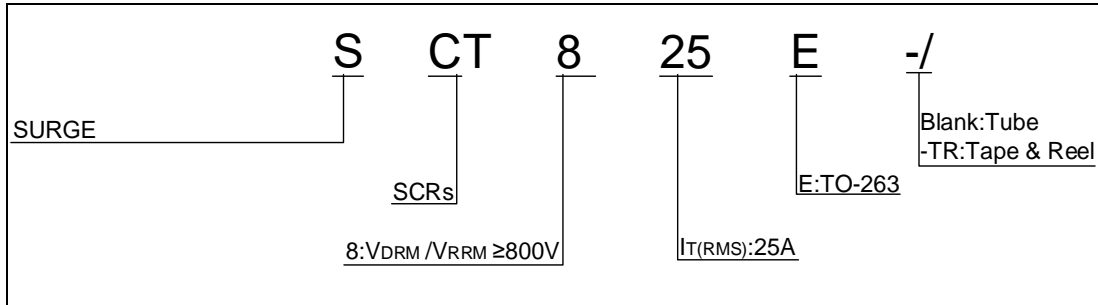 S CT 8 25 E -/
SURGE
Blank:Tube
-TR:Tape & Reel
SCRs
E:TO-263
8:VDRM /VRRM ≥800V
IT(RMS):25A